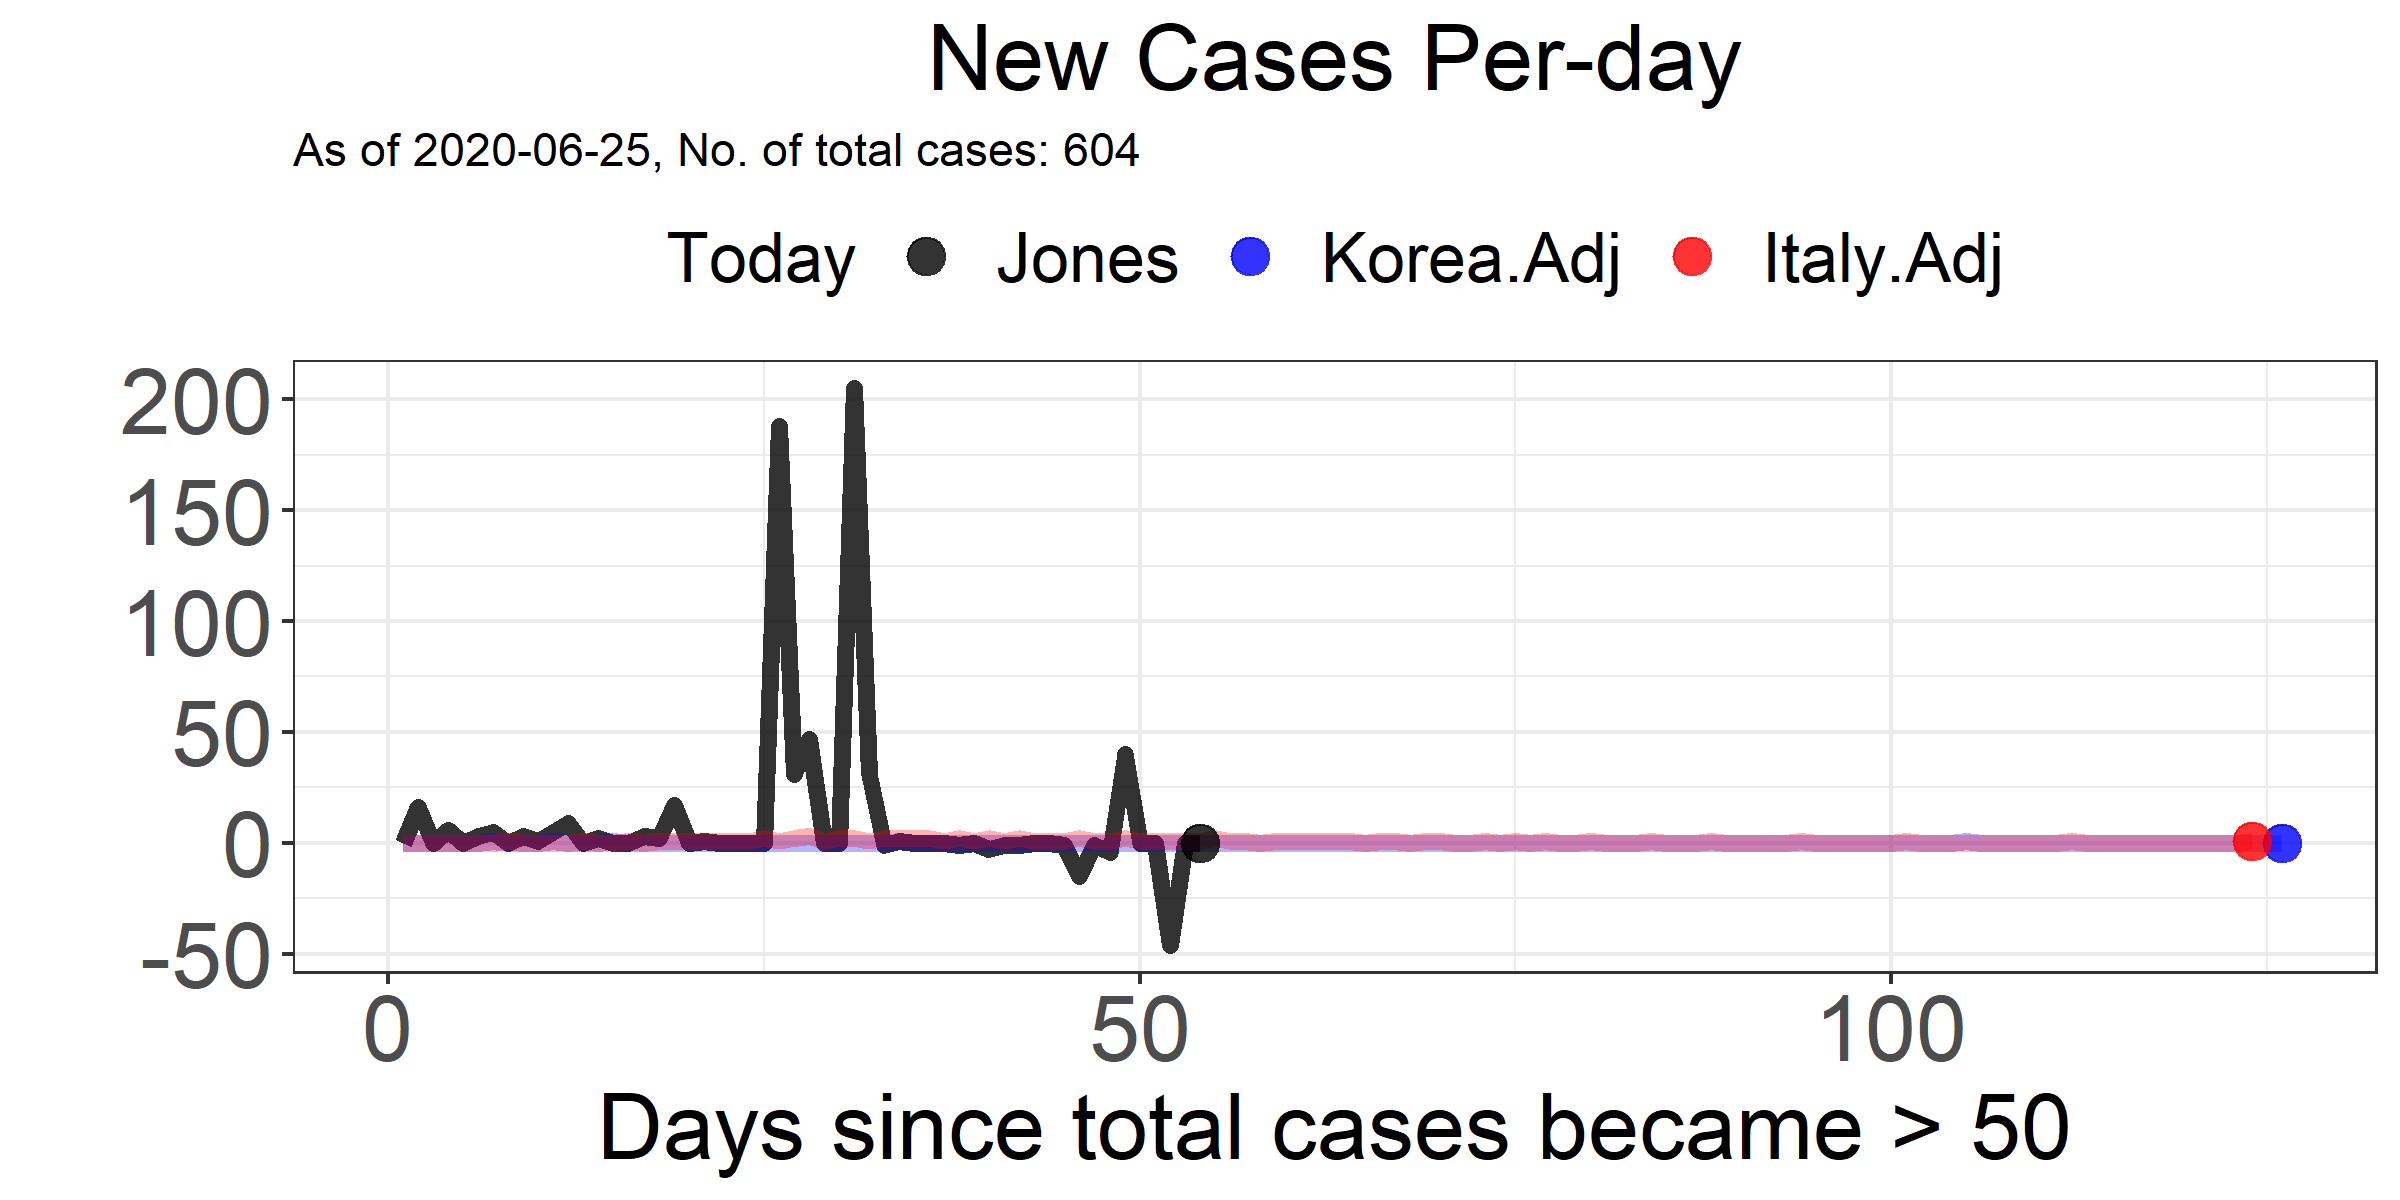 New Cases Per-day
As of 2020-06-25, No. of total cases: 604
Today Jones Korea.Adj Italy.Adj
200
150
100
50
0
-50
0 50 100
Days since total cases became > 50